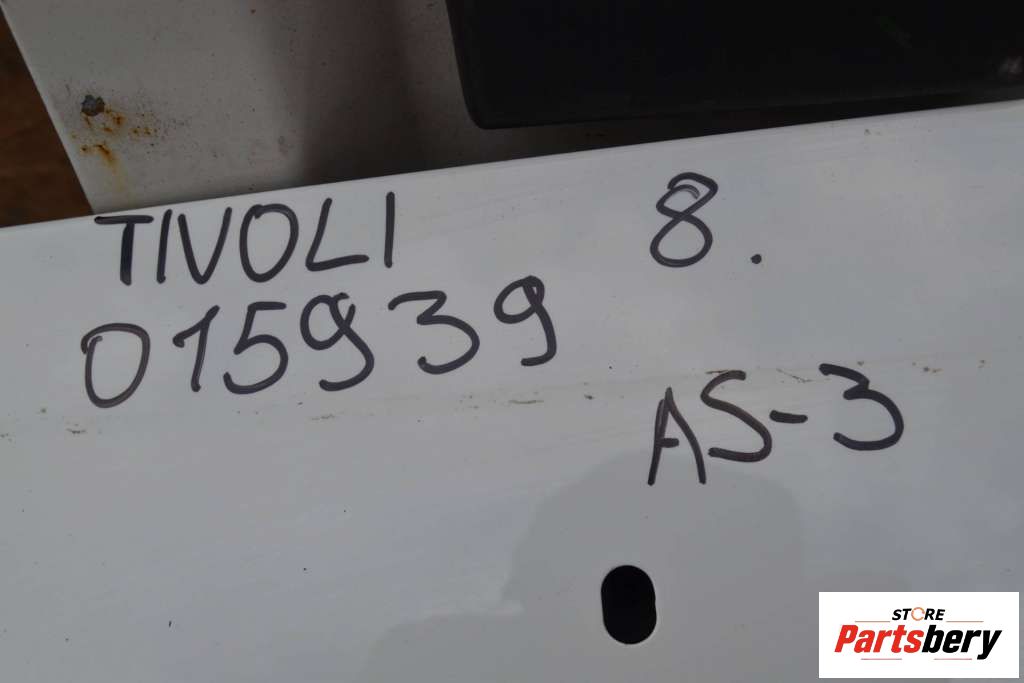 TIVOLI 8.
015939
AS-3
STORE
Partsbery